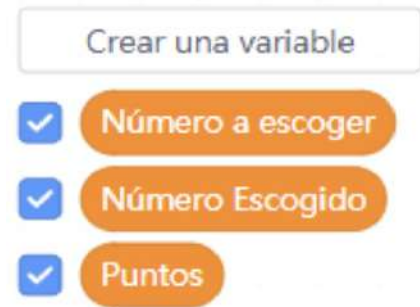 Crear una variable
Número a escoger
Número Escogido
Puntos